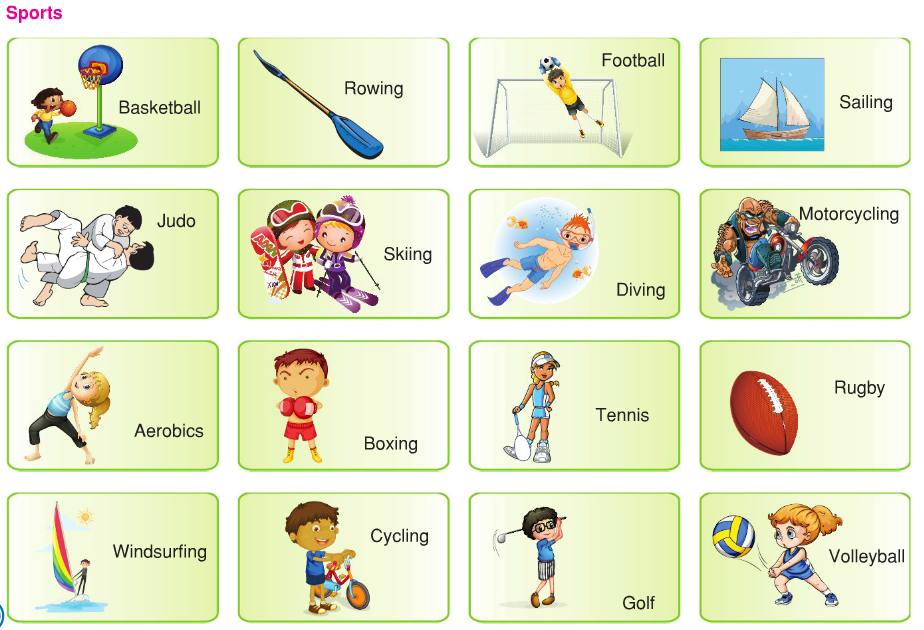 Sports
Basketball
Rowing
Football
Sailing
Judo
Skiing
Diving
Motorcycling
Aerobics
Boxing
Tennis
Rugby
Windsurfing
Cycling
Golf
Volleyball